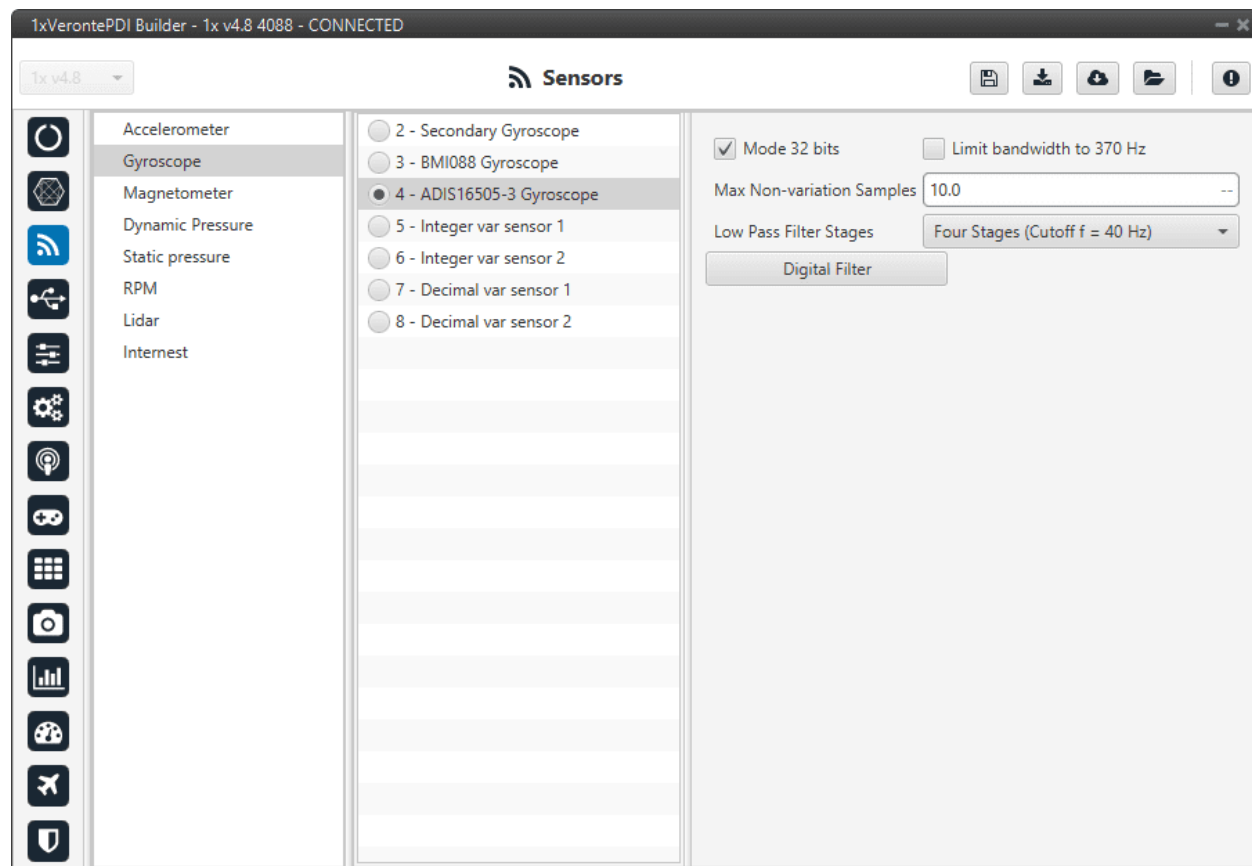 1xVerontePDI Builder - 1x v4.8 4088 - CONNECTED
1x v4.8
Sensors
Accelerometer
Gyroscope
Magnetometer
Dynamic Pressure
Static pressure
RPM
Lidar
Internest
2 - Secondary Gyroscope
3 - BMI088 Gyroscope
4 - ADIS16505-3 Gyroscope
5 - Integer var sensor 1
6 - Integer var sensor 2
7 - Decimal var sensor 1
8 - Decimal var sensor 2
Mode 32 bits
Limit bandwidth to 370 Hz
Max Non-variation Samples 10.0 --
Low Pass Filter Stages Four Stages (Cutoff f = 40 Hz)
Digital Filter